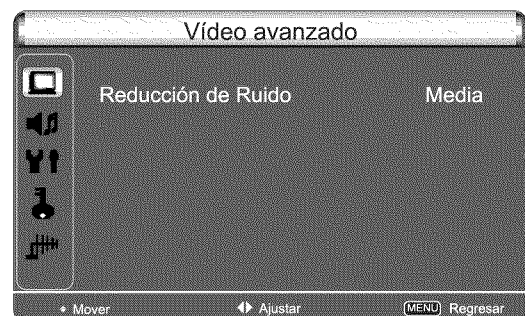 Vídeo avanzado
Reducción de Ruido Media
Mover Ajustar MENU Regresar